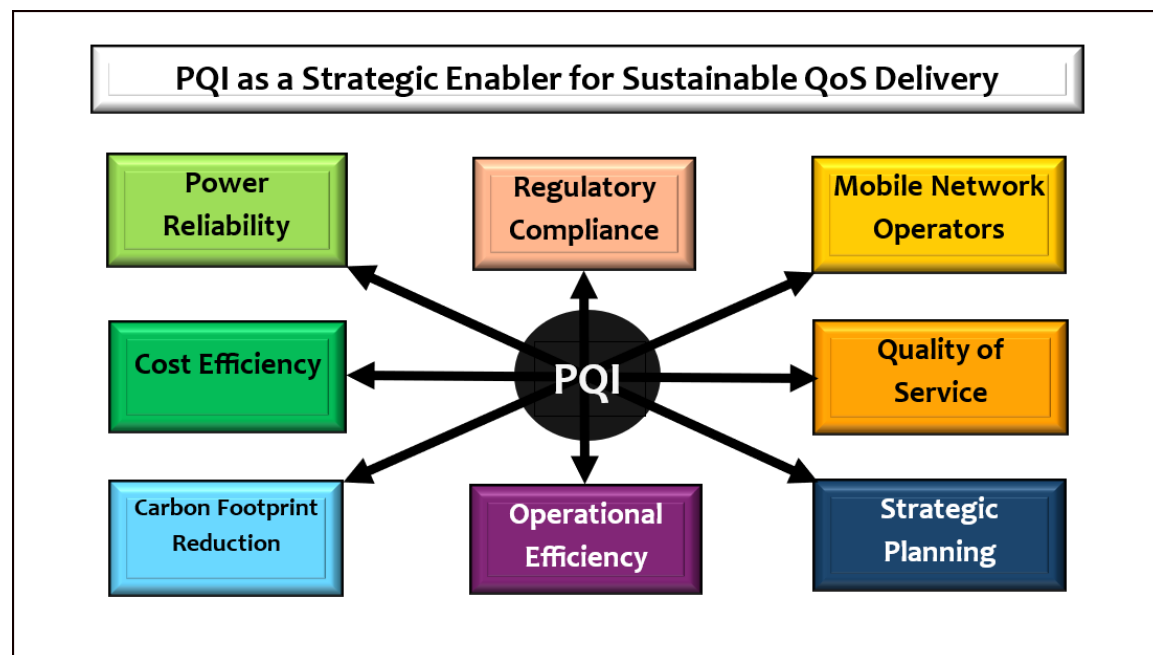 PQI as a Strategic Enabler for Sustainable QoS Delivery
Power
Reliability
Regulatory
Compliance
Mobile Network
Operators
Cost Efficiency
PQI
Quality of
Service
Carbon Footprint
Reduction
Operational
Efficiency
Strategic
Planning